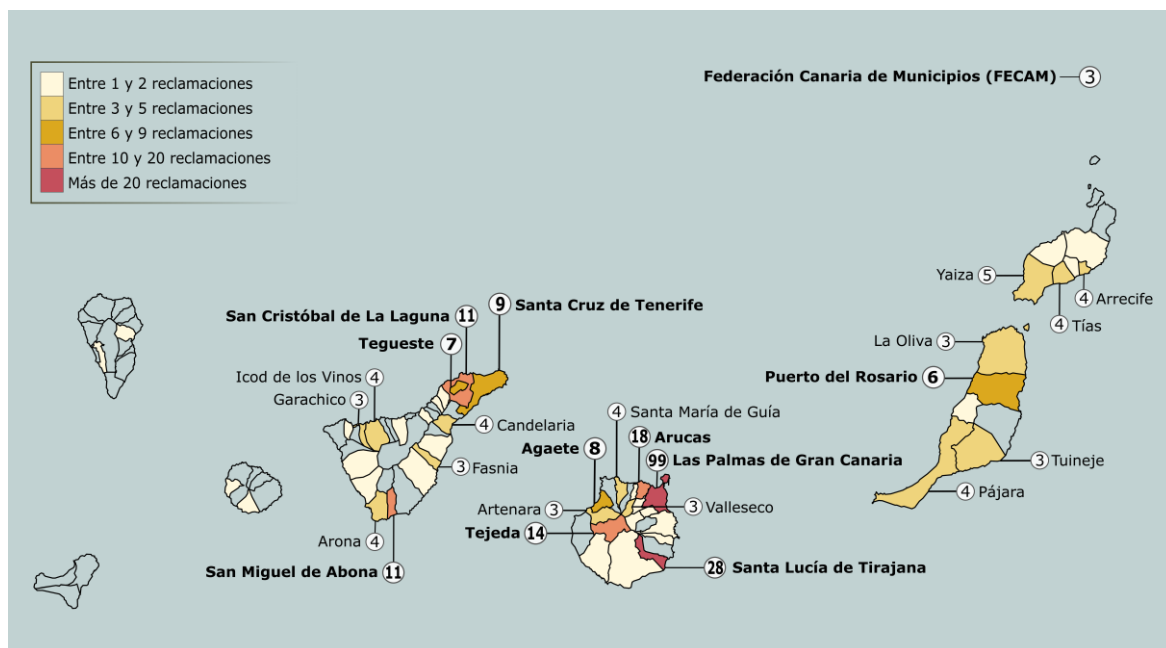 Federación Canaria de Municipios (FECAM) 3
Entre 1 y 2 reclamaciones
Entre 3 y 5 reclamaciones
Entre 6 y 9 reclamaciones
Entre 10 y 20 reclamaciones
Más de 20 reclamaciones
Yaiza 5
4 Arrecife
4 Tías
9 Santa Cruz de Tenerife
San Cristóbal de La Laguna 11
Tegueste 7
La Oliva 3
Icod de los Vinos 4
Puerto del Rosario 6
Garachico 3
4 Santa María de Guía
4 Candelaria
18 Arucas
Agaete 8
99 Las Palmas de Gran Canaria
3 Fasnia
3 Tuineje
4 Pájara
Artenara 3
3 Valleseco
Tejeda 14
Arona 4
San Miguel de Abona 11
28 Santa Lucía de Tirajana